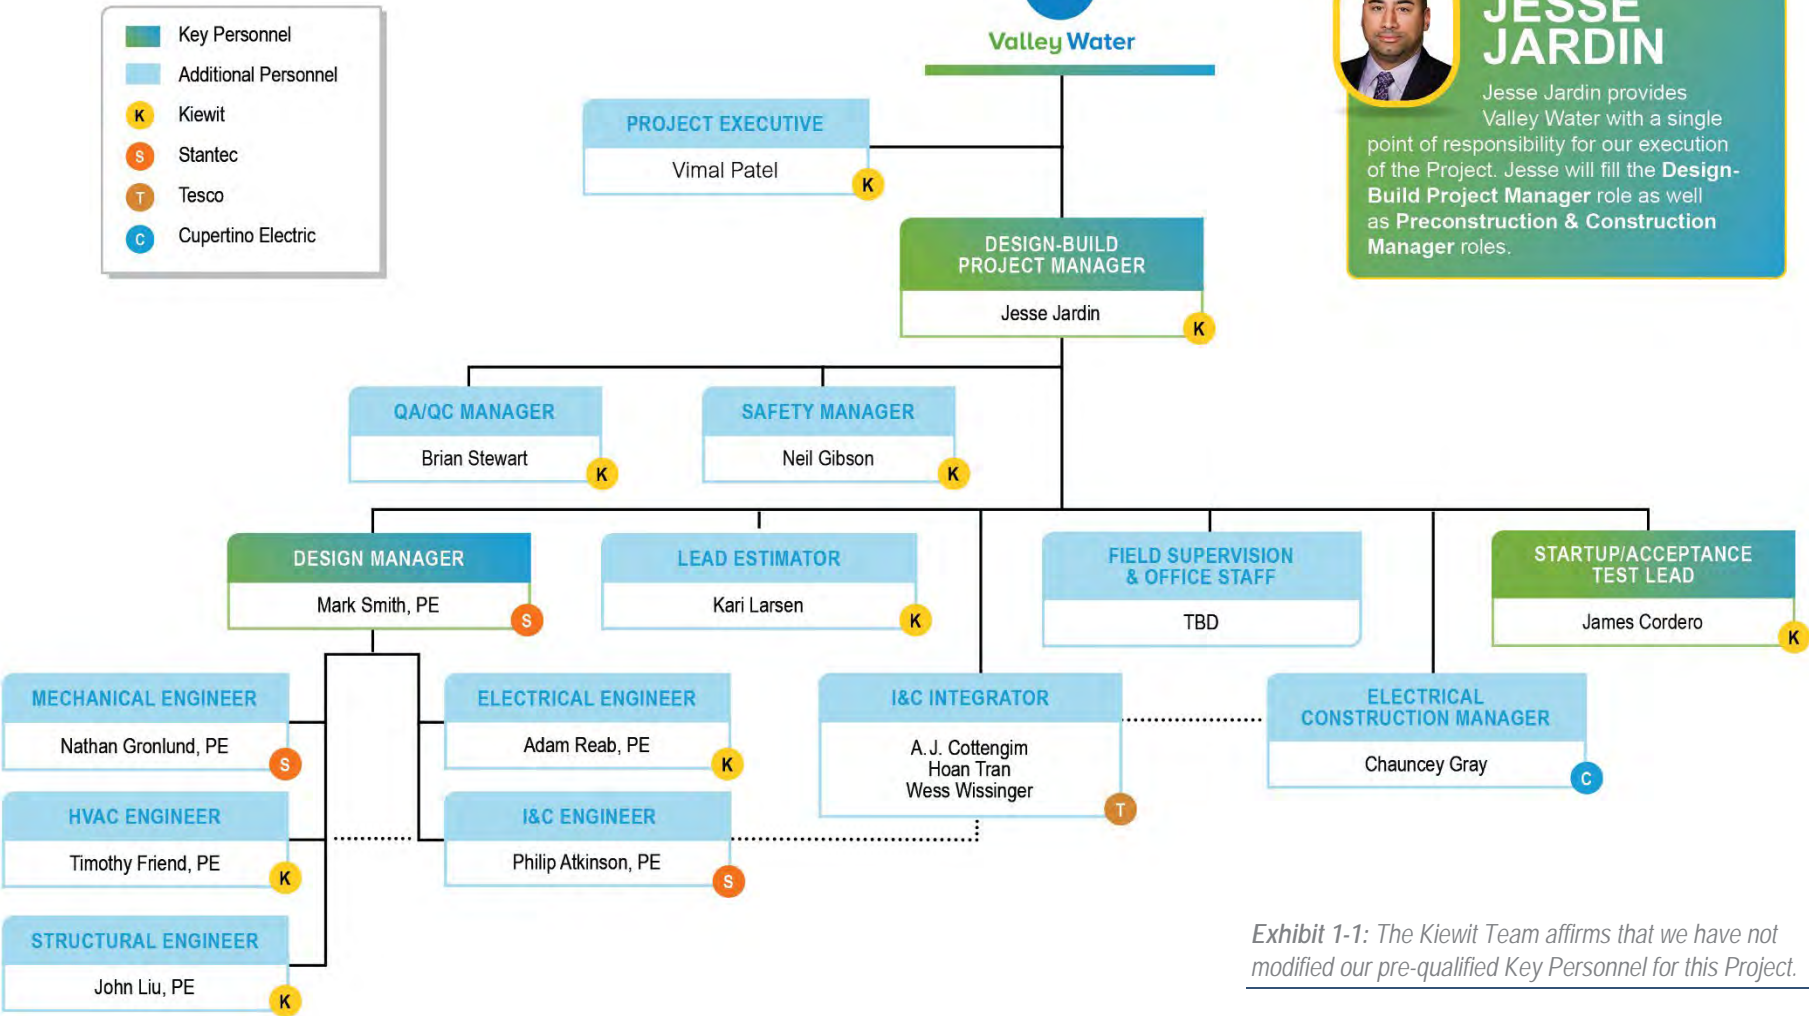 Key Personnel
Additional Personnel
K
Kiewit
S
Stantec
T
Tesco
C
Cupertino Electric
Valley Water
JESSE
JARDIN
Jesse Jardin provides
Valley Water with a single
point of responsibility for our execution
of the Project. Jesse will fill the Design-
Build Project Manager role as well
as Preconstruction & Construction
Manager roles.
PROJECT EXECUTIVE
Vimal Patel
K
DESIGN-BUILD
PROJECT MANAGER
Jesse Jardin
K
QA/QC MANAGER
Brian Stewart
K
SAFETY MANAGER
Neil Gibson
K
DESIGN MANAGER
Mark Smith, PE
S
LEAD ESTIMATOR
Kari Larsen
K
FIELD SUPERVISION
& OFFICE STAFF
TBD
STARTUP/ACCEPTANCE
TEST LEAD
James Cordero
K
MECHANICAL ENGINEER
Nathan Gronlund, PE
S
ELECTRICAL ENGINEER
Adam Reab, PE
K
I&C INTEGRATOR
A.J. Cottengim
Hoan Tran
Wess Wissinger
T
ELECTRICAL
CONSTRUCTION MANAGER
Chauncey Gray
C
HVAC ENGINEER
Timothy Friend, PE
K
I&C ENGINEER
Philip Atkinson, PE
S
STRUCTURAL ENGINEER
John Liu, PE
K
Exhibit 1-1: The Kiewit Team affirms that we have not
modified our pre-qualified Key Personnel for this Project.